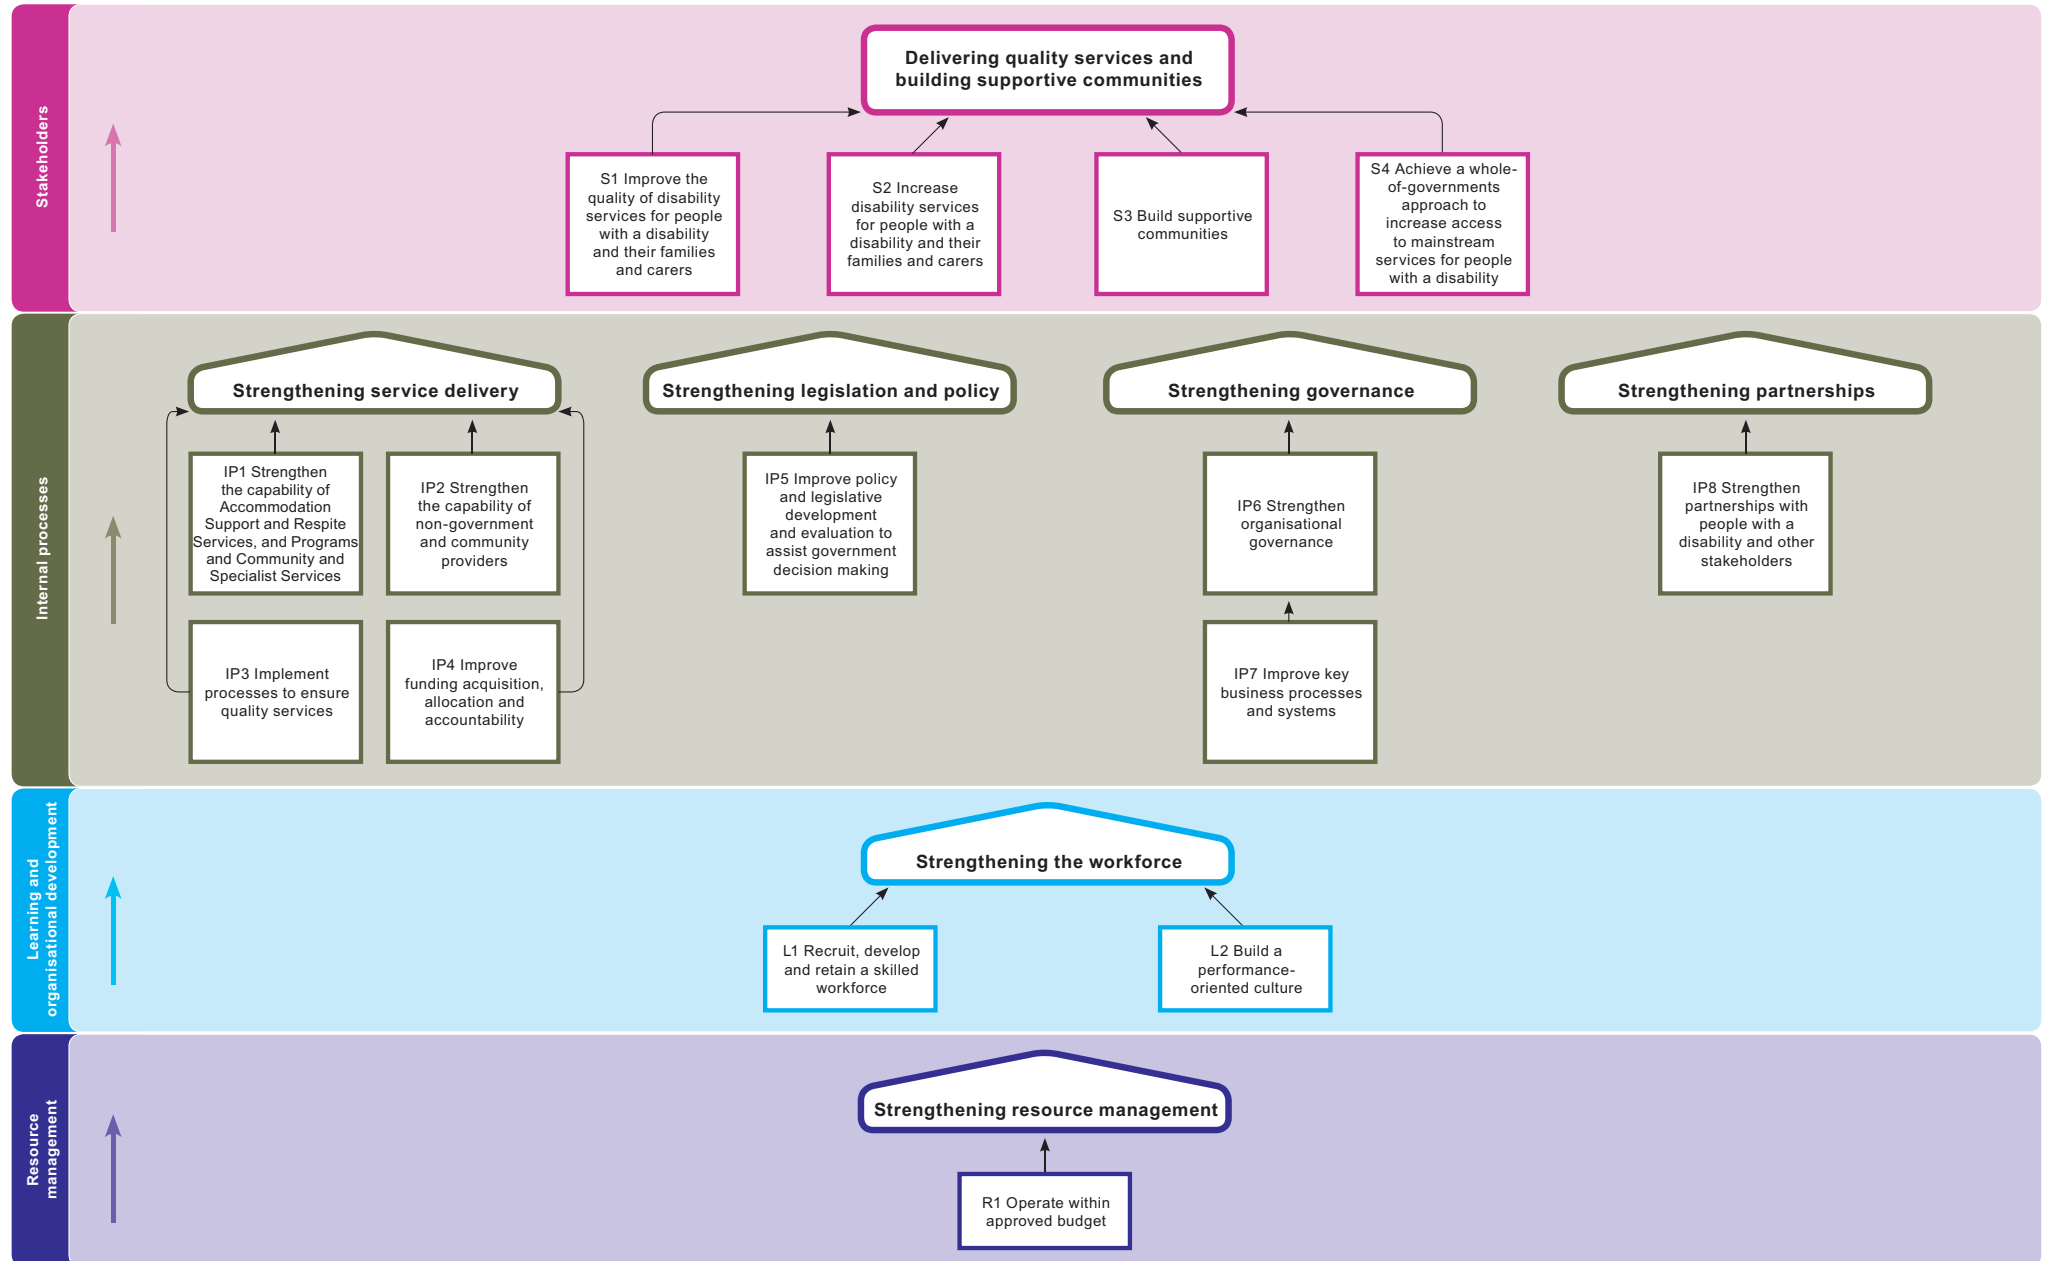 Stakeholders
Delivering quality services and
building supportive communities
S1 Improve the
quality of disability
services for people
with a disability
and their families
and carers
S2 Increase
disability services
for people with a
disability and their
families and carers
S3 Build supportive
communities
S4 Achieve a whole-
of-governments
approach to
increase access
to mainstream
services for people
with a disability
Internal processes
Strengthening service delivery
Strengthening legislation and policy
Strengthening governance
Strengthening partnerships
IP1 Strengthen
the capability of
Accommodation
Support and Respite
Services, and Programs
and Community and
Specialist Services
IP2 Strengthen
the capability of
non-government
and community
providers
IP5 Improve policy
and legislative
development
and evaluation to
assist government
decision making
IP6 Strengthen
organisational
governance
IP8 Strengthen
partnerships with
people with a
disability and other
stakeholders
IP3 Implement
processes to ensure
quality services
IP4 Improve
funding acquisition,
allocation and
accountability
IP7 Improve key
business processes
and systems
Learning and
organisational development
Strengthening the workforce
L1 Recruit, develop
and retain a skilled
workforce
L2 Build a
performance-
oriented culture
Resource
management
Strengthening resource management
R1 Operate within
approved budget